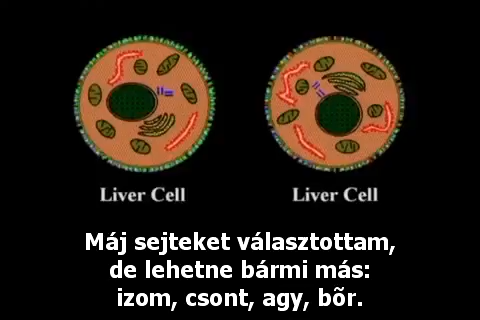 Liver Cell Liver Cell
Máj sejteket választottam,
de lehetne bármi más:
izom, csont, agy, bõr.